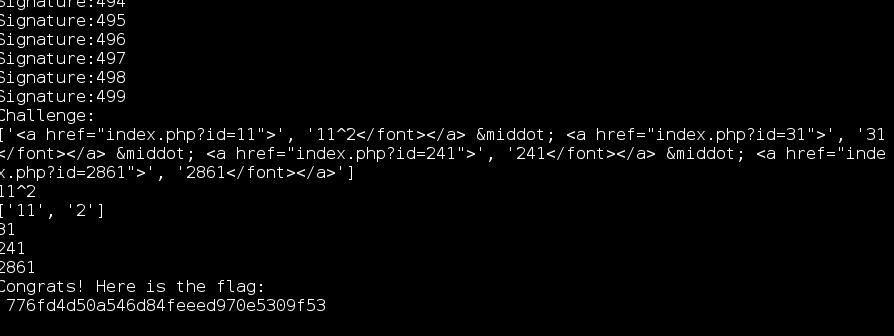 Signature:494
Signature:495
Signature:496
Signature:497
Signature:498
Signature:499
Challenge:
['<a href="index.php?id=11">', '11^2</font></a> &middot; <a href="index.php?id=31">', '31
</font></a> &middot; <a href="index.php?id=241">', '241</font></a> &middot; <a href="inde
x.php?id=2861">', '2861</font></a>']
11^2
['11', '2']
31
241
2861
Congrats! Here is the flag:
776fd4d50a546d84feeed970e5309f53